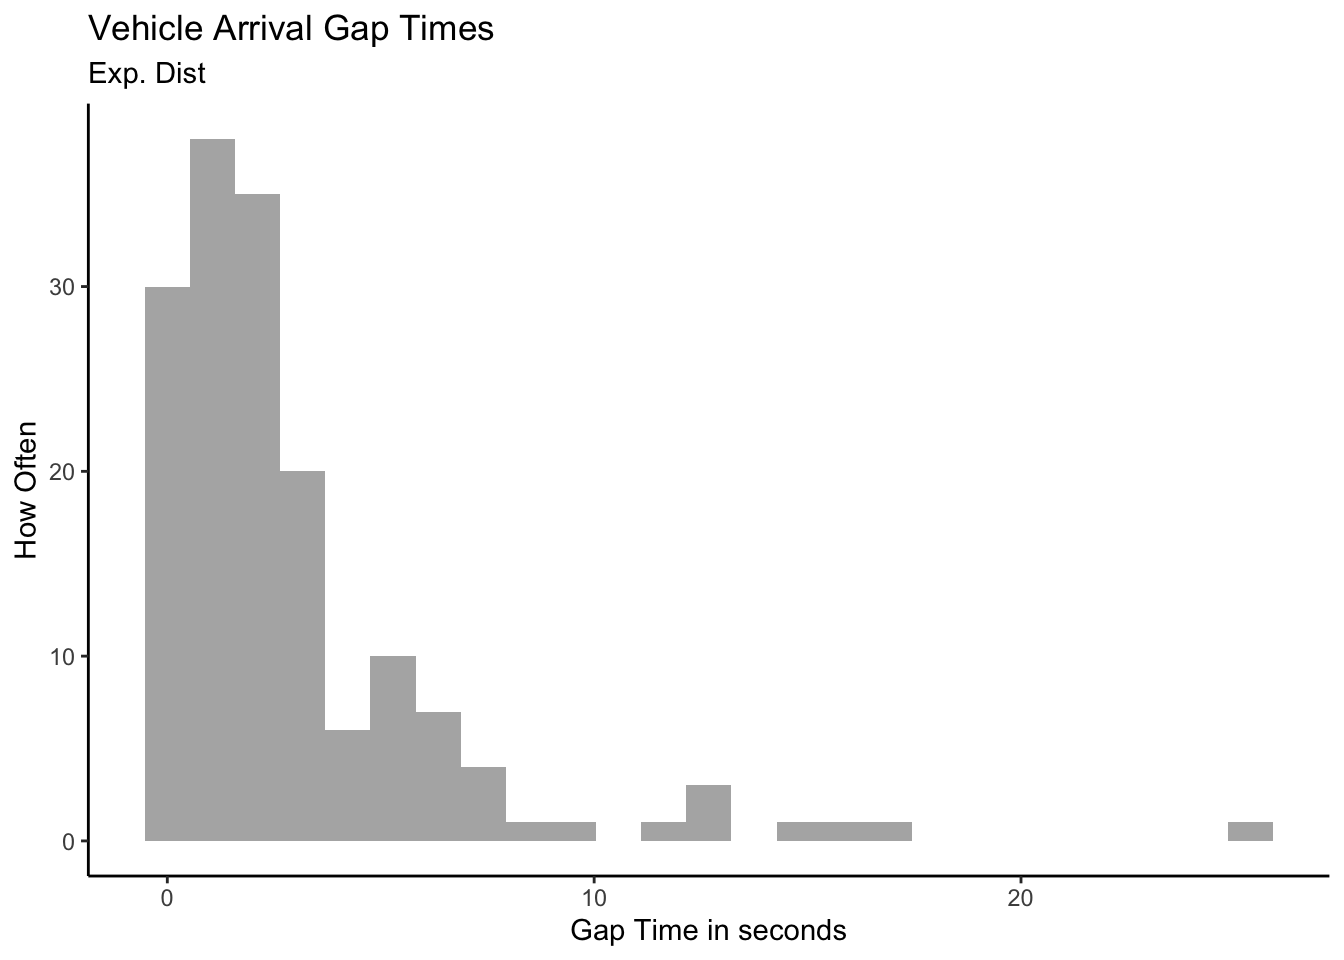 Vehicle Arrival Gap Times
Exp. Dist
How Often
30
20
10
0
0 10 20
Gap Time in seconds